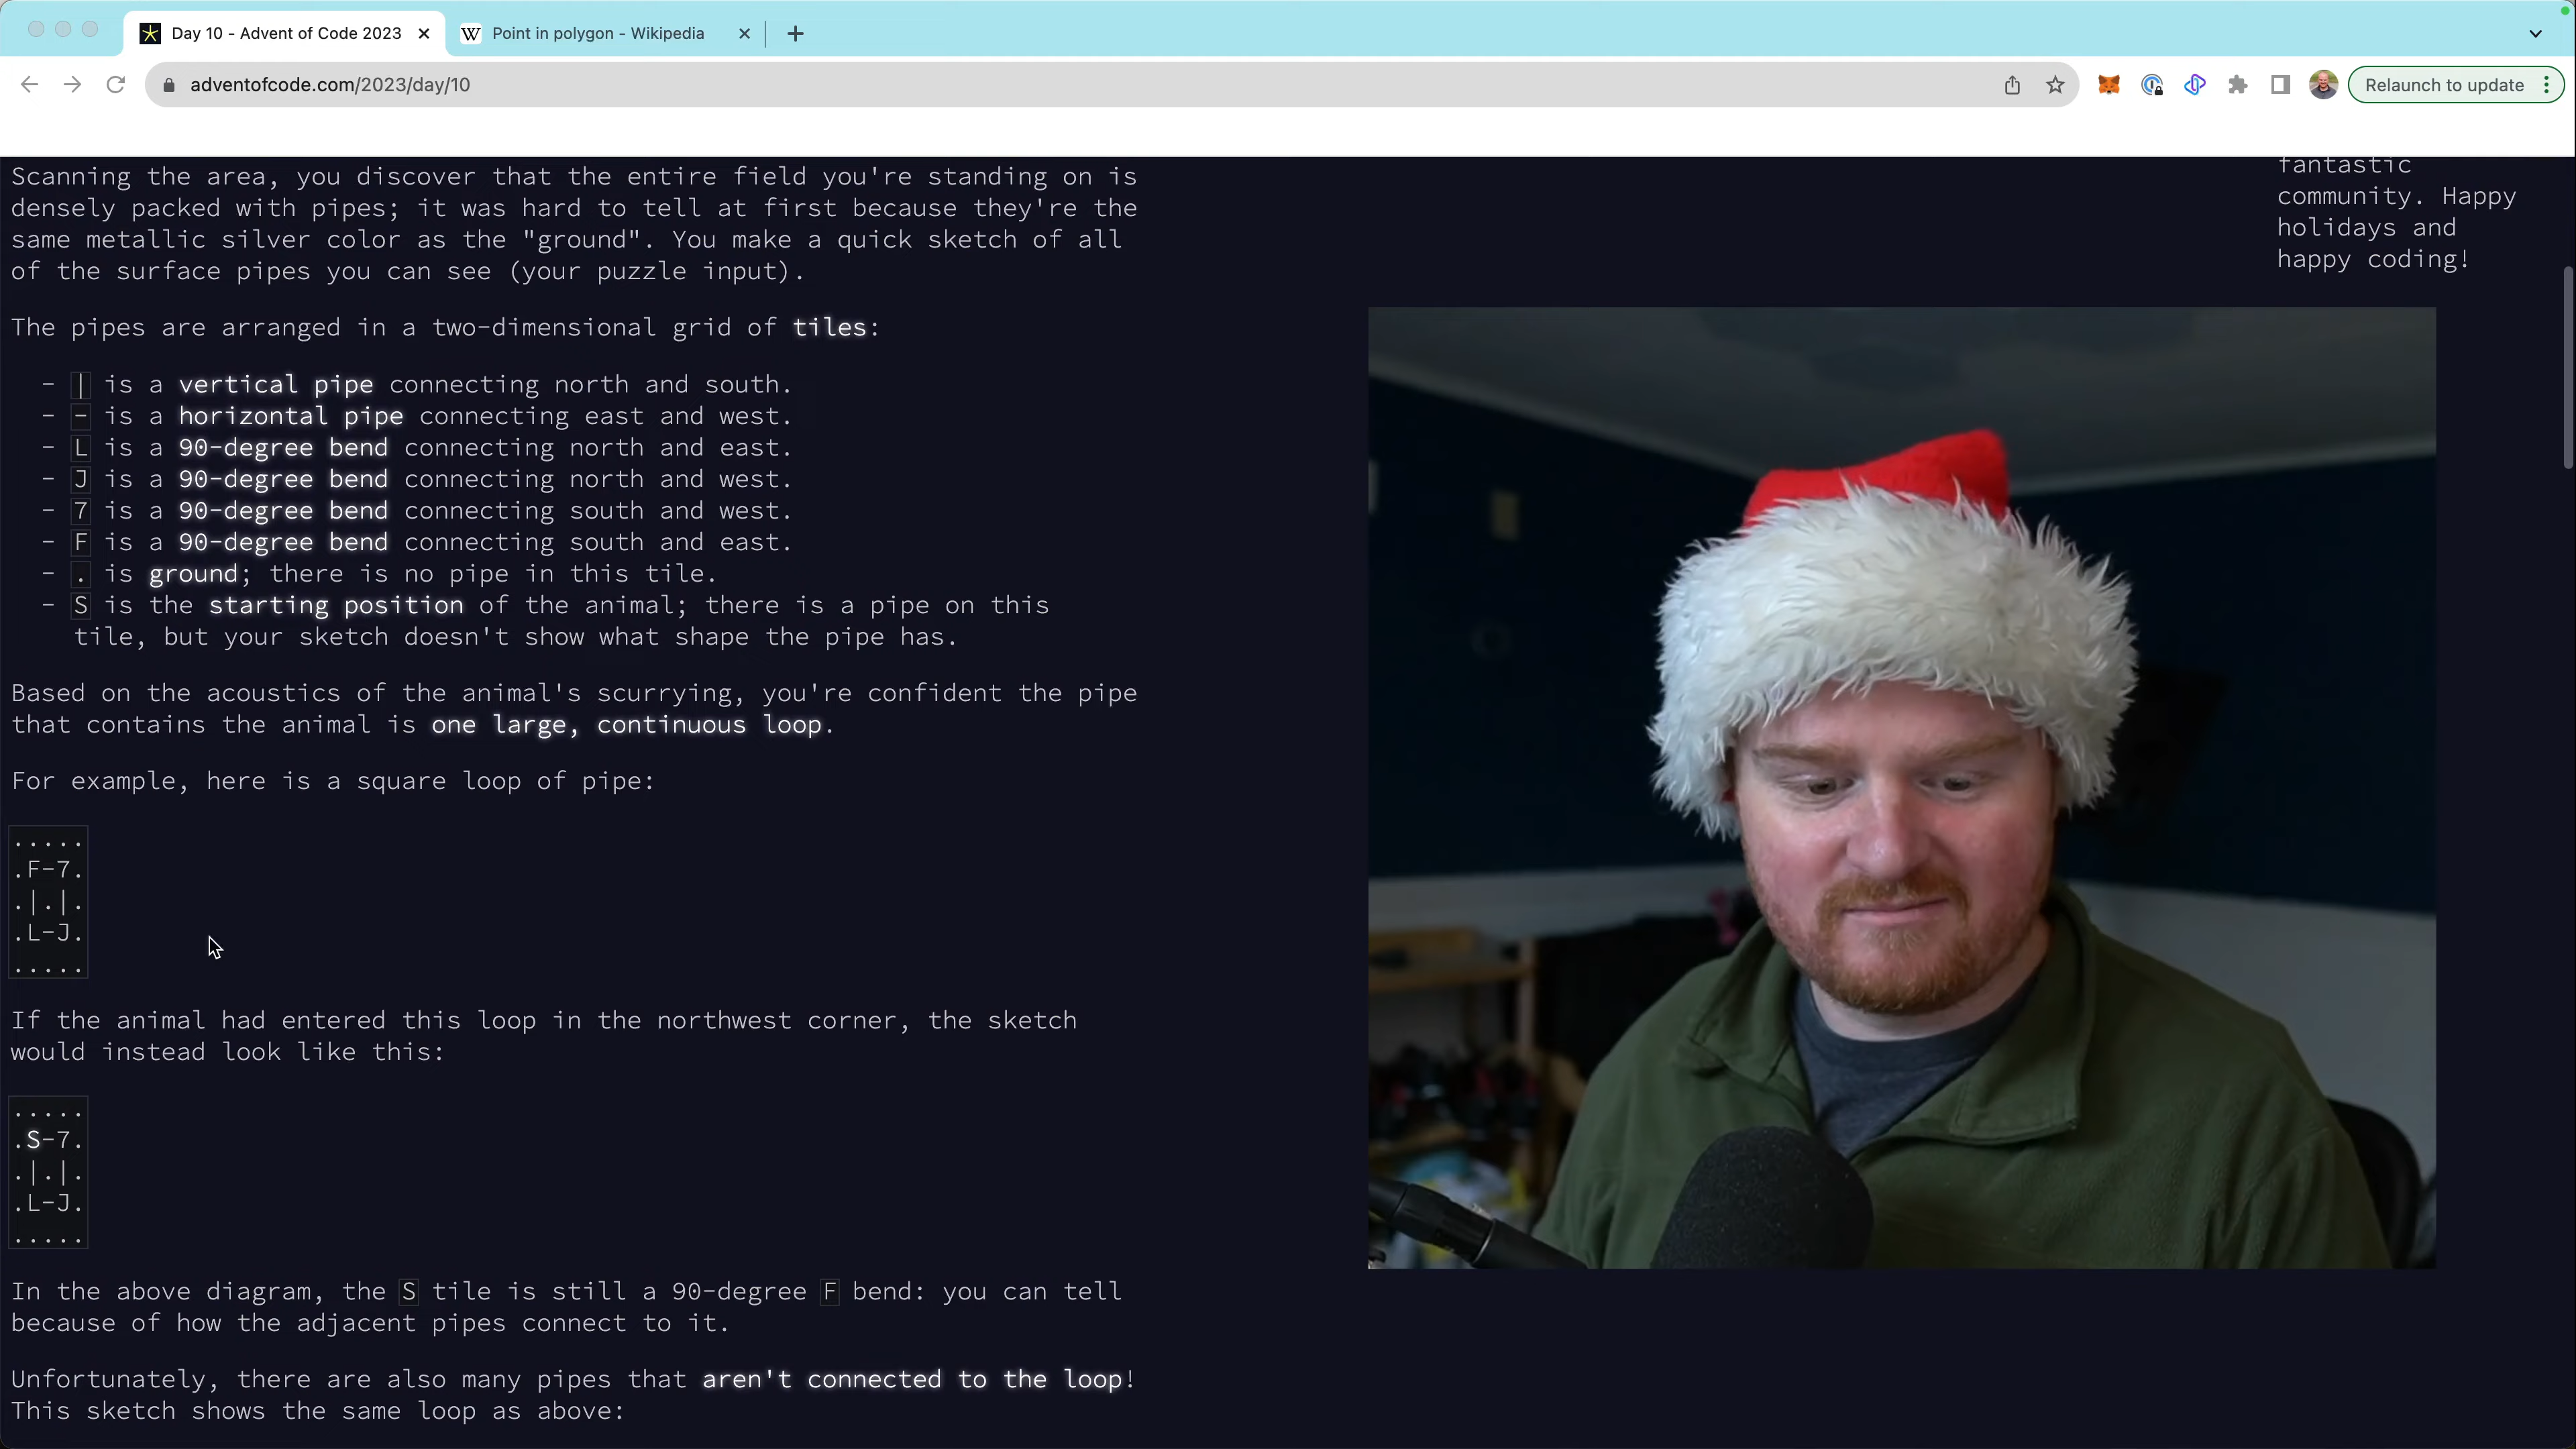 Day 10 - Advent of Code 2023
Point in polygon - Wikipedia
adventofcode.com/2023/day/10
Relaunch to update
Scanning the area, you discover that the entire field you're standing on is
densely packed with pipes; it was hard to tell at first because they're the
same metallic silver color as the "ground". You make a quick sketch of all
of the surface pipes you can see (your puzzle input).
The pipes are arranged in a two-dimensional grid of tiles:
- | is a vertical pipe connecting north and south.
- - is a horizontal pipe connecting east and west.
- L is a 90-degree bend connecting north and east.
- J is a 90-degree bend connecting north and west.
- 7 is a 90-degree bend connecting south and west.
- F is a 90-degree bend connecting south and east.
- . is ground; there is no pipe in this tile.
- S is the starting position of the animal; there is a pipe on this
tile, but your sketch doesn't show what shape the pipe has.
Based on the acoustics of the animal's scurrying, you're confident the pipe
that contains the animal is one large, continuous loop.
For example, here is a square loop of pipe:
.....
.F-7.
.|.|.
.L-J.
.....
If the animal had entered this loop in the northwest corner, the sketch
would instead look like this:
.....
.S-7.
.|.|.
.L-J.
.....
In the above diagram, the S tile is still a 90-degree F bend: you can tell
because of how the adjacent pipes connect to it.
Unfortunately, there are also many pipes that aren't connected to the loop!
This sketch shows the same loop as above:
fantastic
community. Happy
holidays and
happy coding!